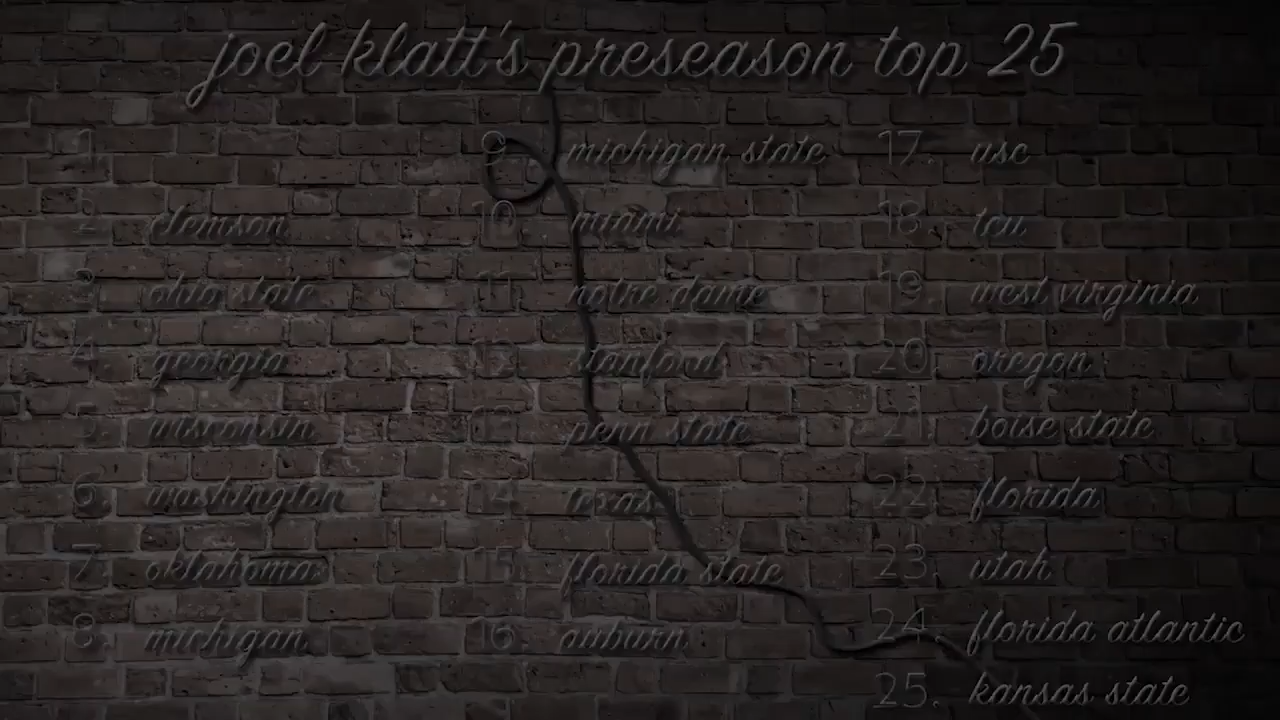 joel klatt's preseason top 25
1.
2. clemson
3. ohio state
4. georgia
5. wisconsin
6. washington
7. oklahoma
8. michigan
9. michigan state
10. miami
11. notre dame
12. stanford
13. penn state
14. texas
15. florida state
16. auburn
17. usc
18. tcu
19. west virginia
20. oregon
21. boise state
22. florida
23. utah
24. florida atlantic
25. kansas state